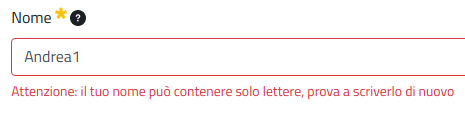 Nome * ?
Andrea1
Attenzione: il tuo nome può contenere solo lettere, prova a scriverlo di nuovo